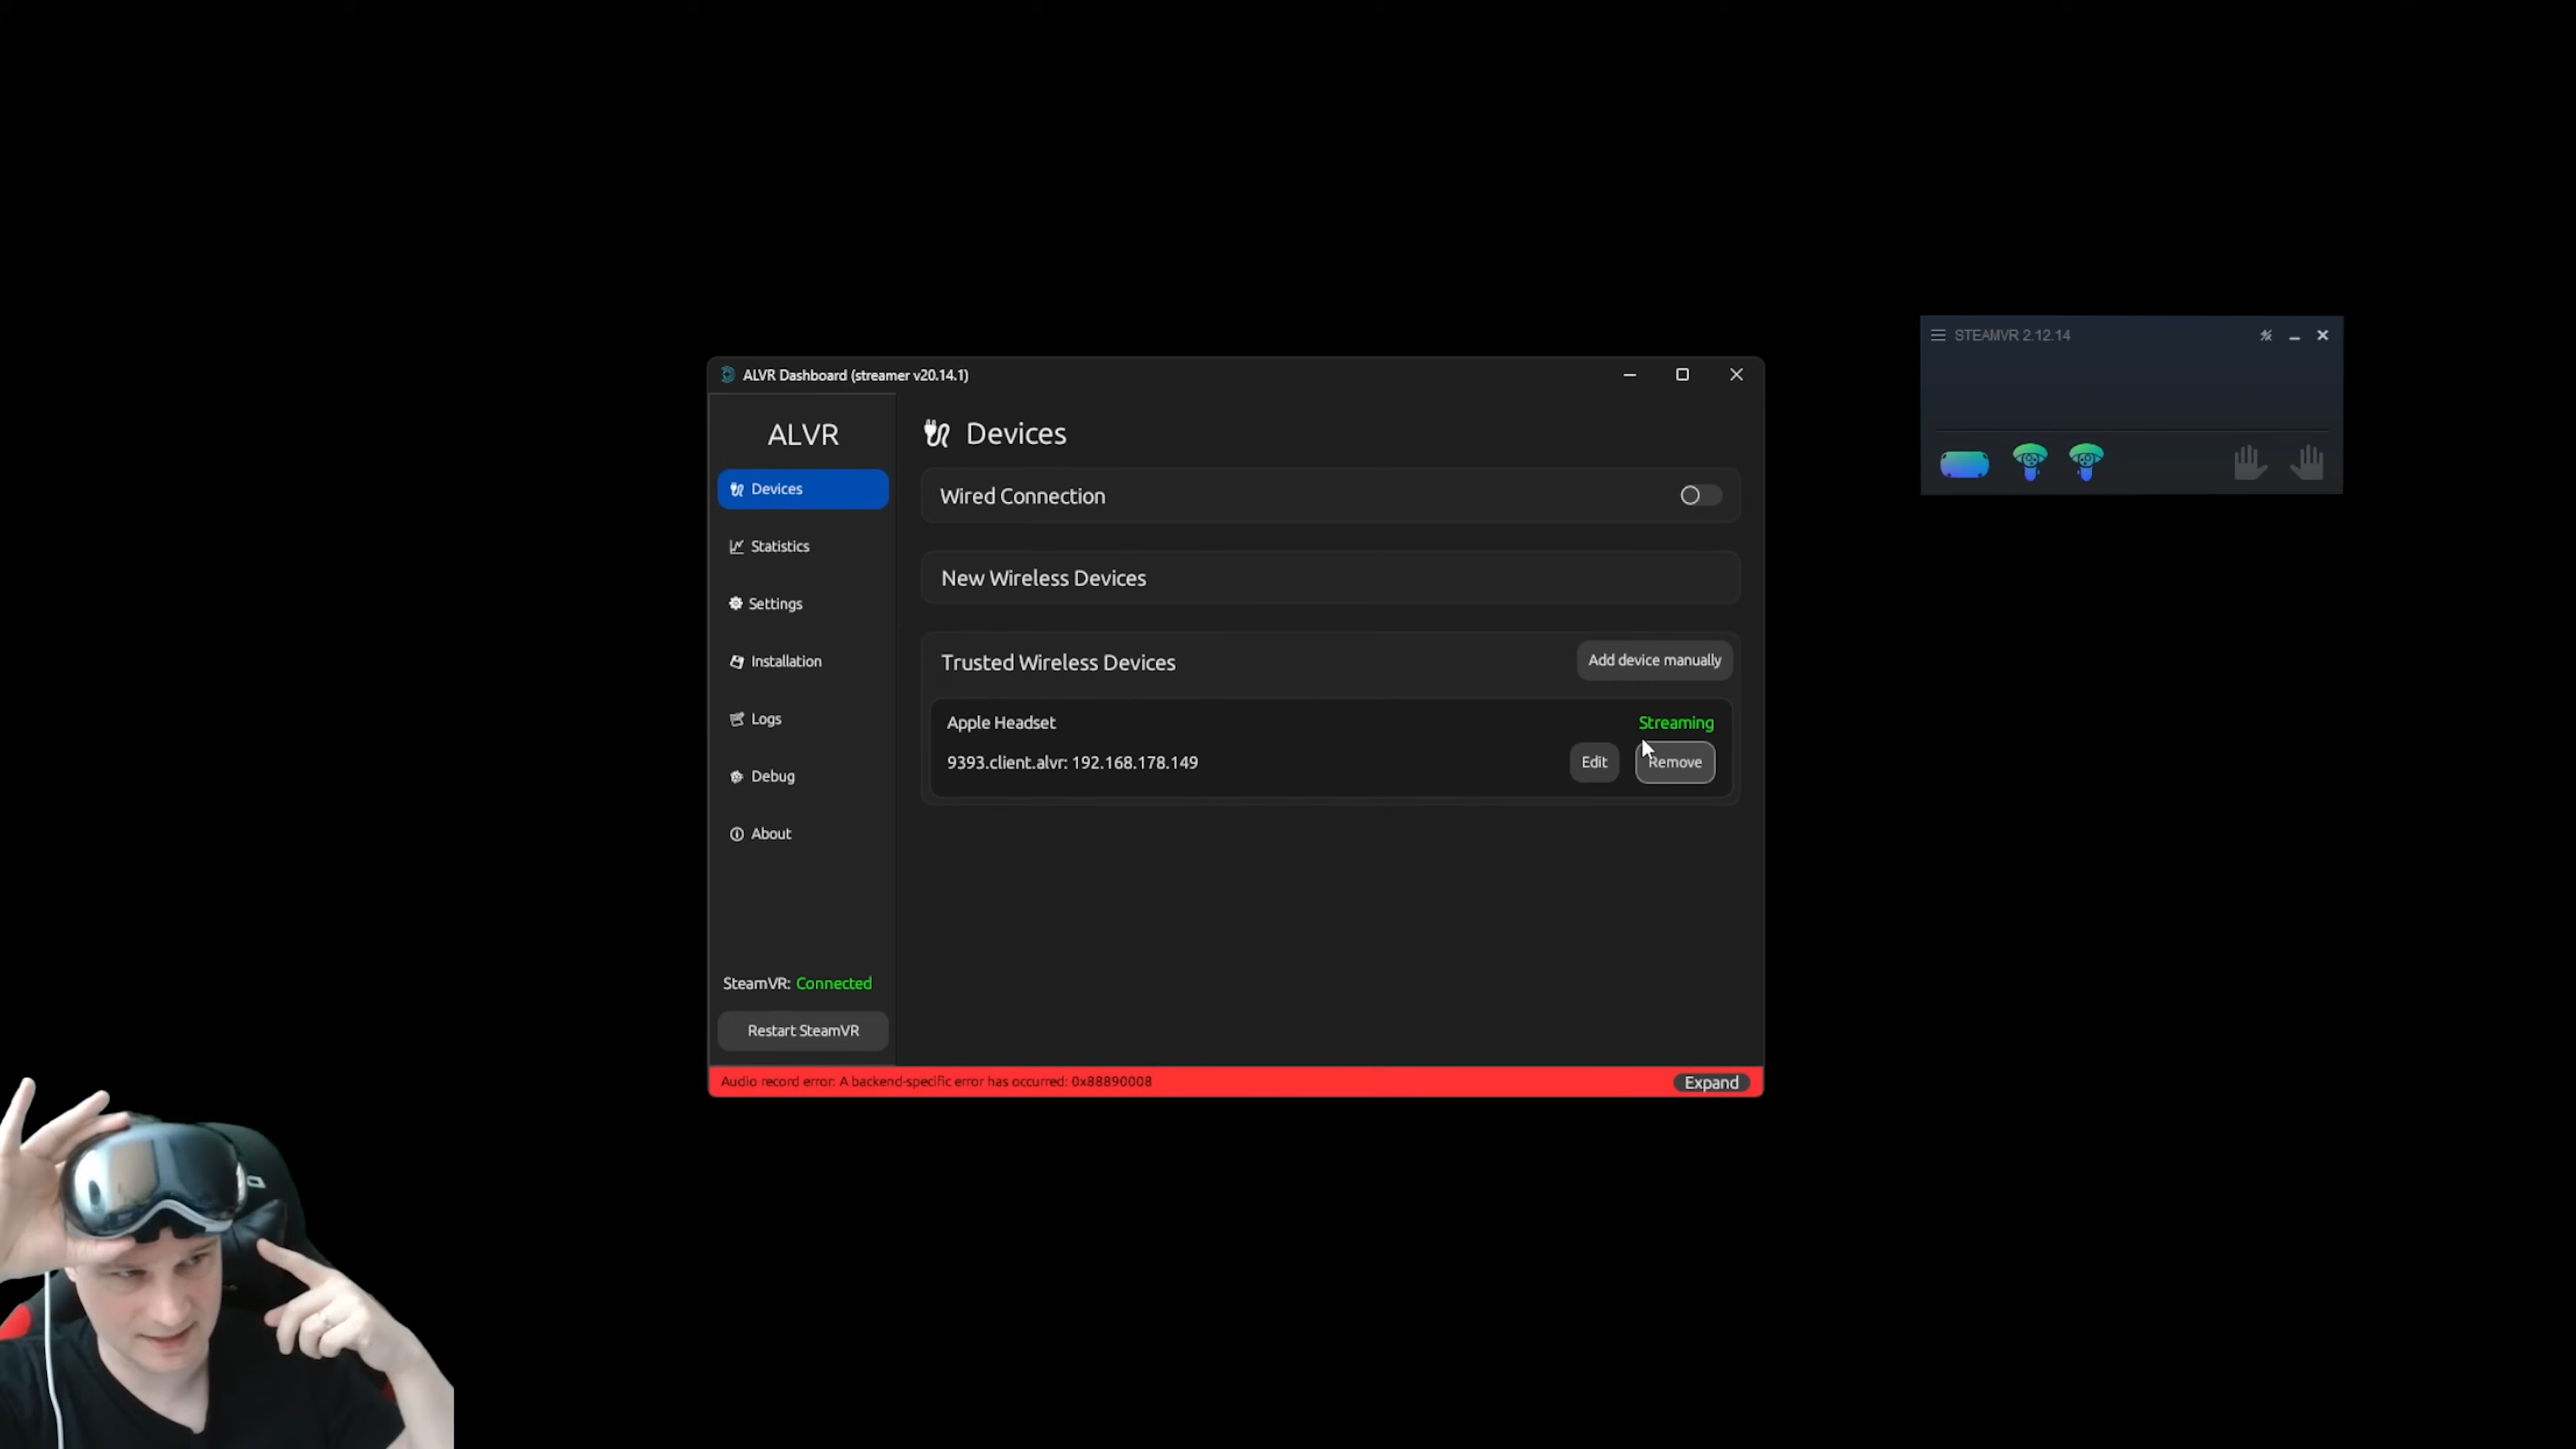 STEAMVR 2.12.14
ALVR Dashboard (streamer v20.14.1)
ALVR
Devices
Statistics
Settings
Installation
Logs
Debug
About
SteamVR: Connected
Restart SteamVR
Devices
Wired Connection
New Wireless Devices
Trusted Wireless Devices
Add device manually
Apple Headset
Streaming
9393.client.alvr: 192.168.178.149
Edit
Remove
Audio record error: A backend-specific error has occurred: 0x88890008
Expand